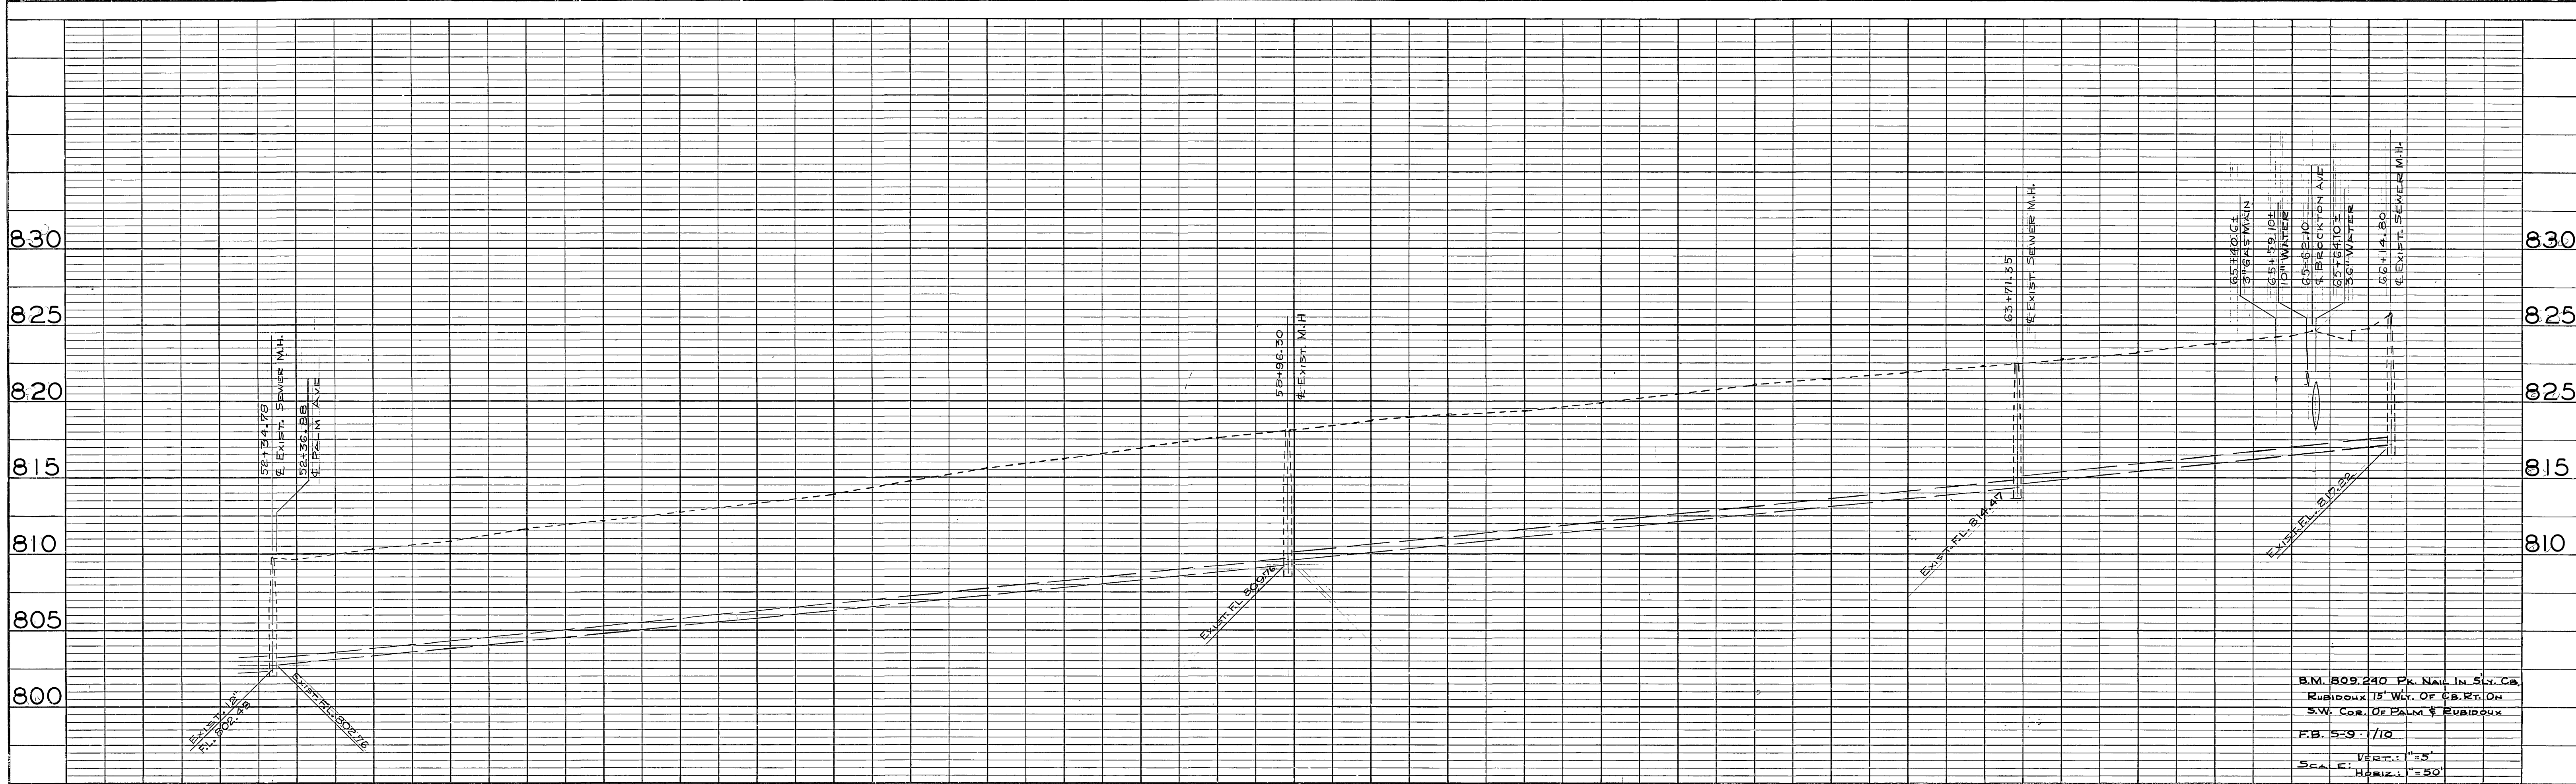 830
825
820
815
810
805
800
52+34.78
℄ EXIST. SEWER M.H.
52+36.88
℄ PALM AVE
EXIST. 12"
F.L. 802.48
EXIST. F.L. 802.76
58+96.30
℄ EXIST. M.H
EXIST. F.L. 809.76
63+71.35
℄ EXIST. SEWER M.H.
EXIST. F.L. 814.47
65+40.6±
3" GAS MAIN
65+59.10±
10" WATER
65+62.10
℄ BROCKTON AVE
65+64.10±
36" WATER
66+14.80
℄ EXIST. SEWER M.H.
EXIST. F.L. 817.22
830
825
825
815
810
B.M. 809.240 PK. NAIL IN S'LY. CB.
RUBIDOUX 15' W'LY. OF CB. RT. ON
S.W. COR. OF PALM & RUBIDOUX
F.B. 5-9-1/10
SCALE: VERT.: 1"=5'
HORIZ.: 1"=50'